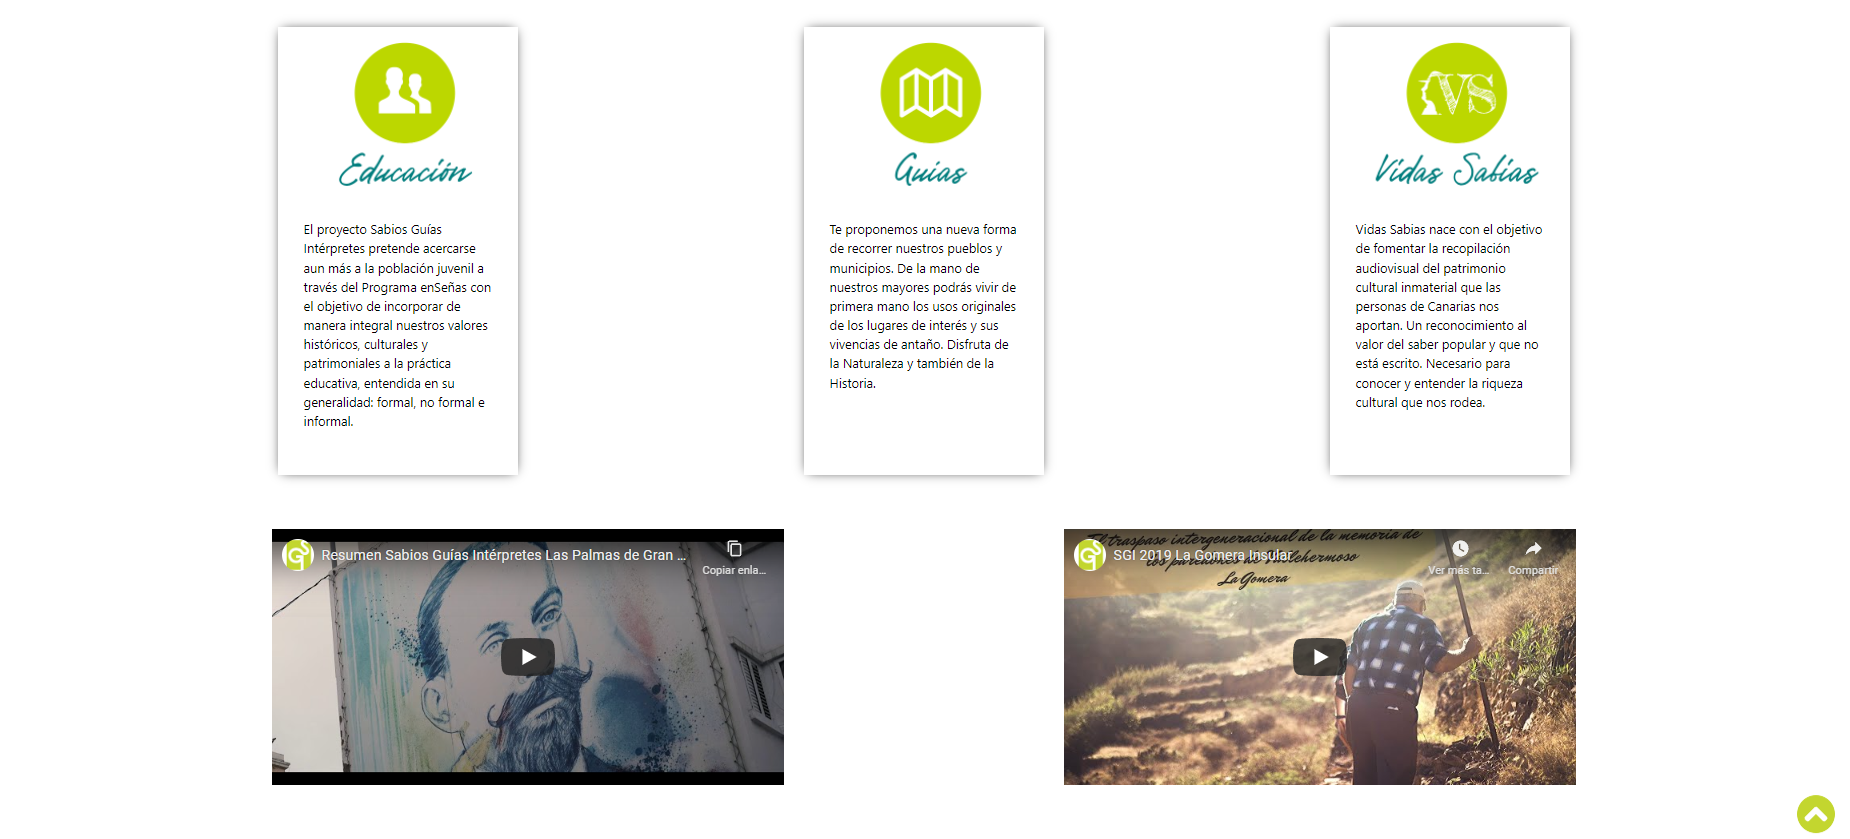 Educación
El proyecto Sabios Guías
Intérpretes pretende acercarse
aun más a la población juvenil a
través del Programa enSeñas con
el objetivo de incorporar de
manera integral nuestros valores
históricos, culturales y
patrimoniales a la práctica
educativa, entendida en su
generalidad: formal, no formal e
informal.
Guias
Te proponemos una nueva forma
de recorrer nuestros pueblos y
municipios. De la mano de
nuestros mayores podrás vivir de
primera mano los usos originales
de los lugares de interés y sus
vivencias de antaño. Disfruta de
la Naturaleza y también de la
Historia.
VS
Vidas Sabias
Vidas Sabias nace con el objetivo
de fomentar la recopilación
audiovisual del patrimonio
cultural inmaterial que las
personas de Canarias nos
aportan. Un reconocimiento al
valor del saber popular y que no
está escrito. Necesario para
conocer y entender la riqueza
cultural que nos rodea.
Resumen Sabios Guías Intérpretes Las Palmas de Gran ...
Copiar enla...
El traspaso intergeneracional de la memoria de
los paredones de Vallehermoso
La Gomera
SGI 2019 La Gomera Insular
Ver más ta...
Compartir